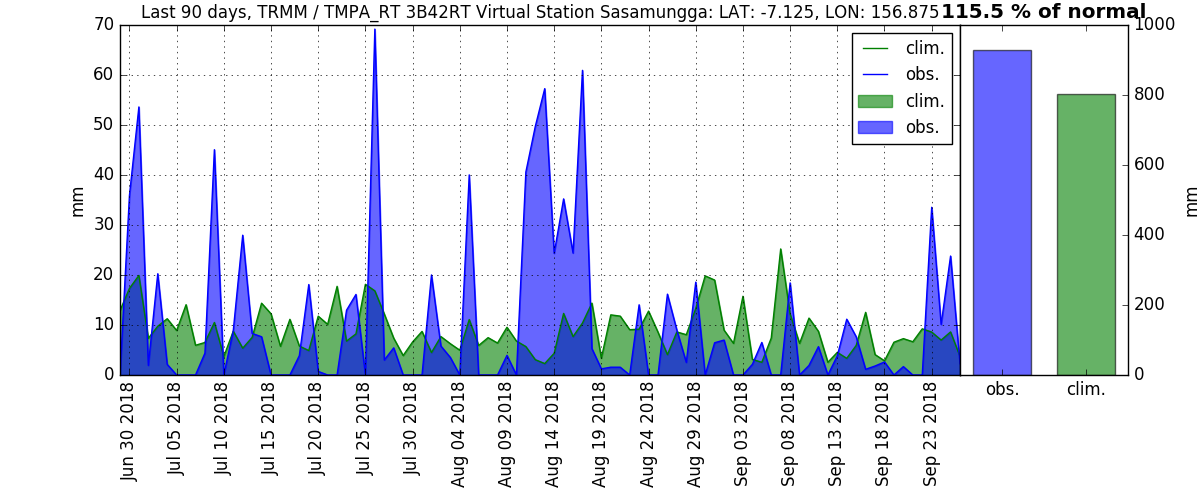 Last 90 days, TRMM / TMPA_RT 3B42RT Virtual Station Sasamungga: LAT: -7.125, LON: 156.875
115.5 % of normal
70
60
50
40
30
20
10
0
mm
clim.
obs.
clim.
obs.
1000
800
600
400
200
0
mm
obs.
clim.
Jun 30 2018
Jul 05 2018
Jul 10 2018
Jul 15 2018
Jul 20 2018
Jul 25 2018
Jul 30 2018
Aug 04 2018
Aug 09 2018
Aug 14 2018
Aug 19 2018
Aug 24 2018
Aug 29 2018
Sep 03 2018
Sep 08 2018
Sep 13 2018
Sep 18 2018
Sep 23 2018